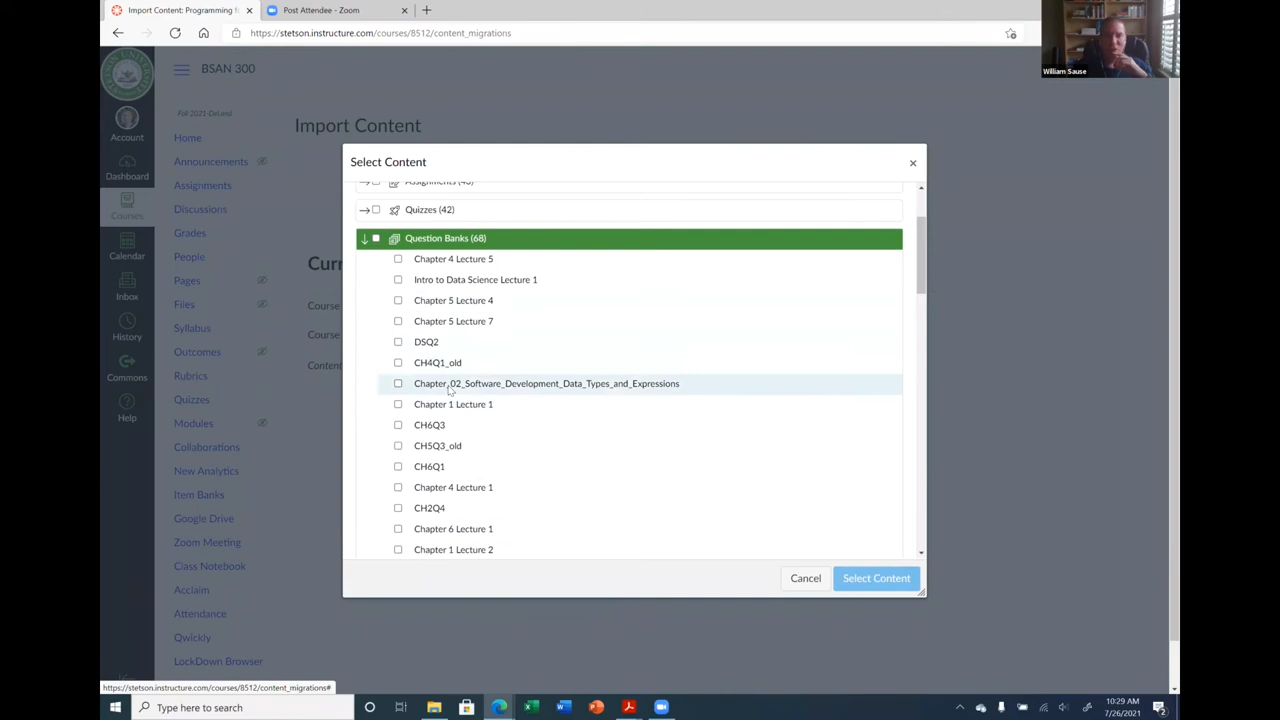 Import Content: Programming f
Post Attendee - Zoom
https://stetson.instructure.com/courses/8512/content_migrations
William Sause
BSAN 300
Fall 2021-DeLand
Account
Dashboard
Courses
Calendar
Inbox
History
Commons
Help
Home
Announcements
Assignments
Discussions
Grades
People
Pages
Files
Syllabus
Outcomes
Rubrics
Quizzes
Modules
Collaborations
New Analytics
Item Banks
Google Drive
Zoom Meeting
Class Notebook
Acclaim
Attendance
Qwickly
LockDown Browser
Import Content
Curr
Course
Course
Content
Select Content
Quizzes (42)
Question Banks (68)
Chapter 4 Lecture 5
Intro to Data Science Lecture 1
Chapter 5 Lecture 4
Chapter 5 Lecture 7
DSQ2
CH4Q1_old
Chapter_02_Software_Development_Data_Types_and_Expressions
Chapter 1 Lecture 1
CH6Q3
CH5Q3_old
CH6Q1
Chapter 4 Lecture 1
CH2Q4
Chapter 6 Lecture 1
Chapter 1 Lecture 2
Cancel
Select Content
https://stetson.instructure.com/courses/8512/content_migrations#
Type here to search
10:29 AM
7/26/2021
2